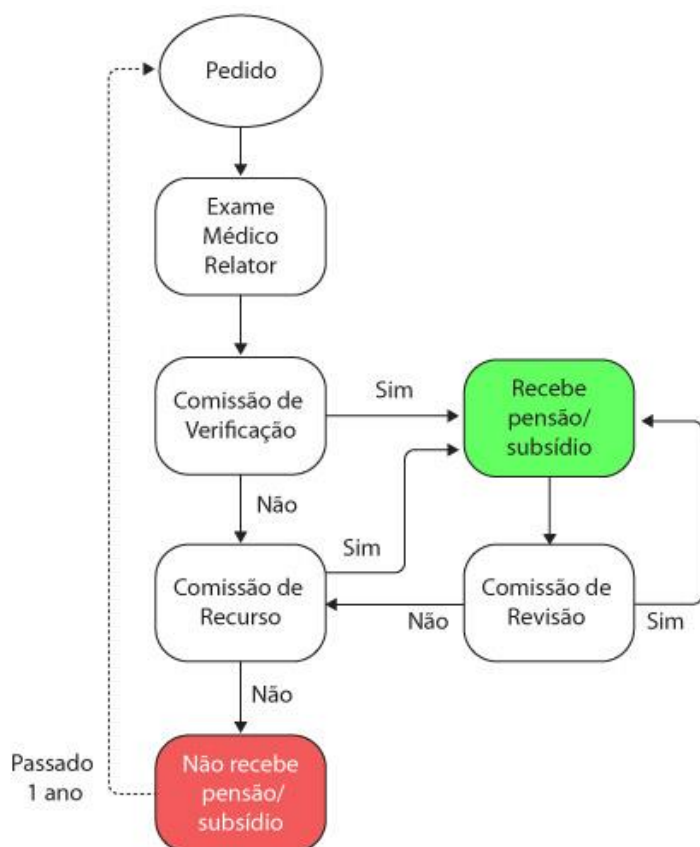 Pedido
Exame
Médico
Relator
Comissão de
Verificação
Sim
Recebe
pensão/
subsídio
Não
Sim
Comissão de
Recurso
Não
Comissão de
Revisão
Sim
Não
Passado
1 ano
Não recebe
pensão/
subsídio